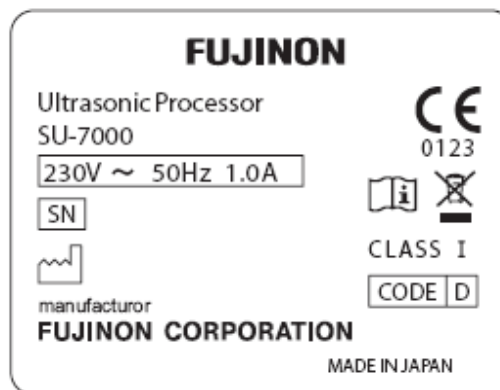 FUJINON
Ultrasonic Processor
SU-7000
230V ~ 50Hz 1.0A
SN
manufacturor
FUJINON CORPORATION
CE
0123
i
CLASS I
CODE D
MADE IN JAPAN